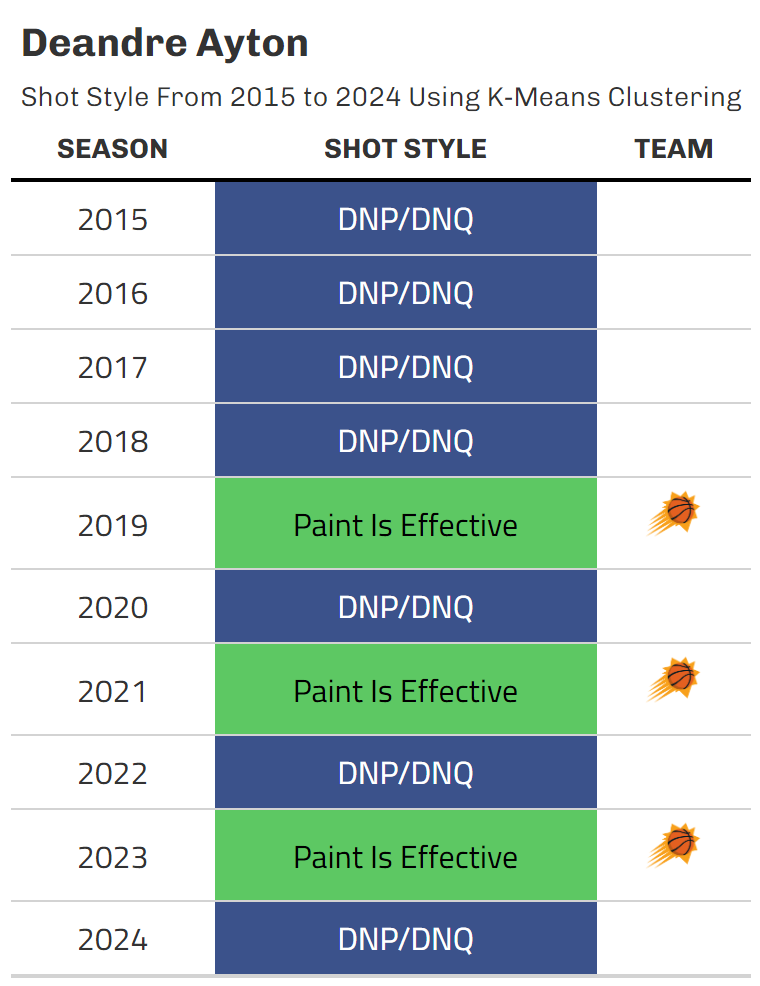 Deandre Ayton
Shot Style From 2015 to 2024 Using K-Means Clustering
SEASON SHOT STYLE TEAM
2015 DNP/DNQ
2016 DNP/DNQ
2017 DNP/DNQ
2018 DNP/DNQ
2019 Paint Is Effective
2020 DNP/DNQ
2021 Paint Is Effective
2022 DNP/DNQ
2023 Paint Is Effective
2024 DNP/DNQ